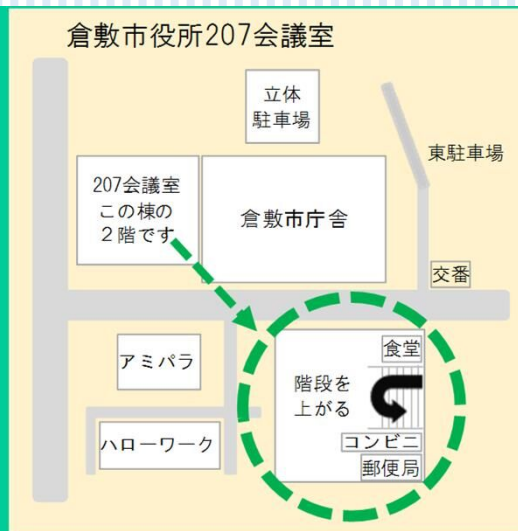 倉敷市役所207会議室
立体
駐車場
東駐車場
207会議室
この棟の
２階です
倉敷市庁舎
交番
アミパラ
食堂
階段を
上がる
コンビニ
ハローワーク
郵便局